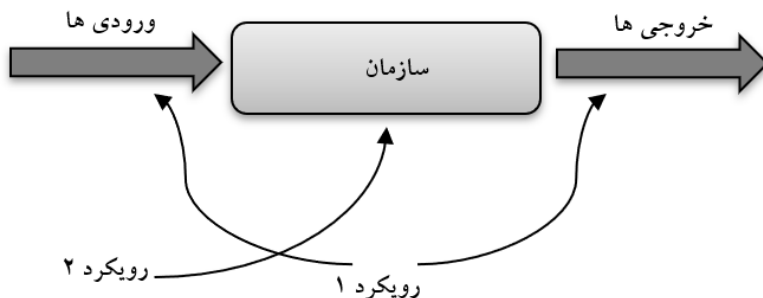 ورودی ها
سازمان
خروجی ها
رویکرد ۲
رویکرد ۱